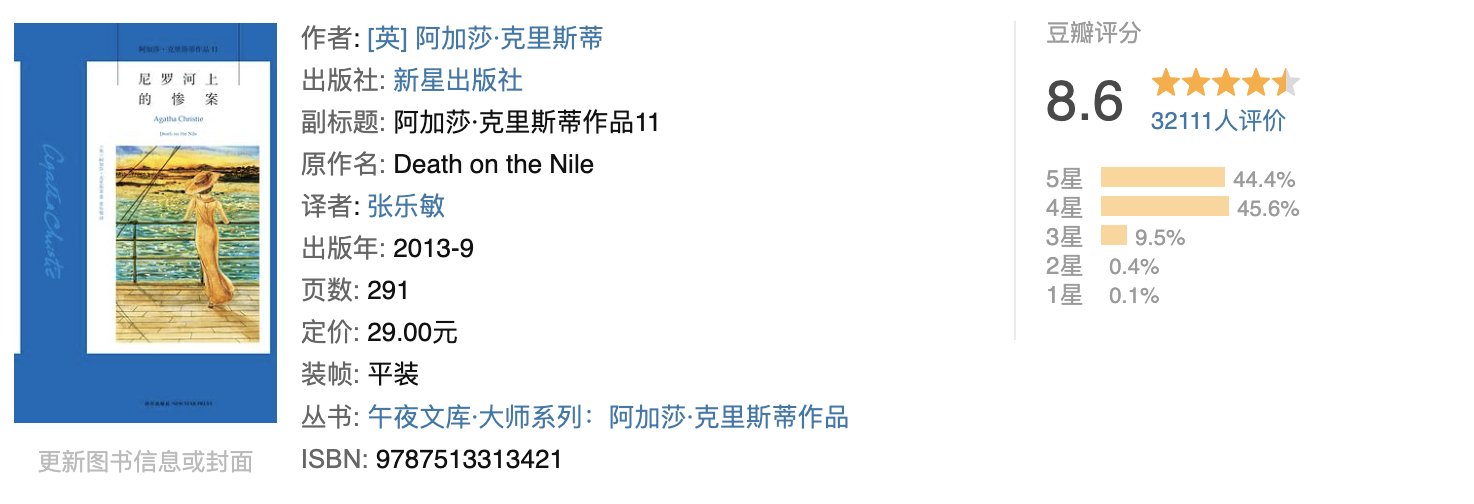 阿加莎·克里斯蒂作品 11
尼罗河上
的惨案
Agatha Christie
Death on the Nile
Agatha Christie
NEW STAR PRESS
更新图书信息或封面
作者: [英] 阿加莎·克里斯蒂
出版社: 新星出版社
副标题: 阿加莎·克里斯蒂作品11
原作名: Death on the Nile
译者: 张乐敏
出版年: 2013-9
页数: 291
定价: 29.00元
装帧: 平装
丛书: 午夜文库·大师系列：阿加莎·克里斯蒂作品
ISBN: 9787513313421
豆瓣评分
8.6
32111人评价
5星 44.4%
4星 45.6%
3星 9.5%
2星 0.4%
1星 0.1%